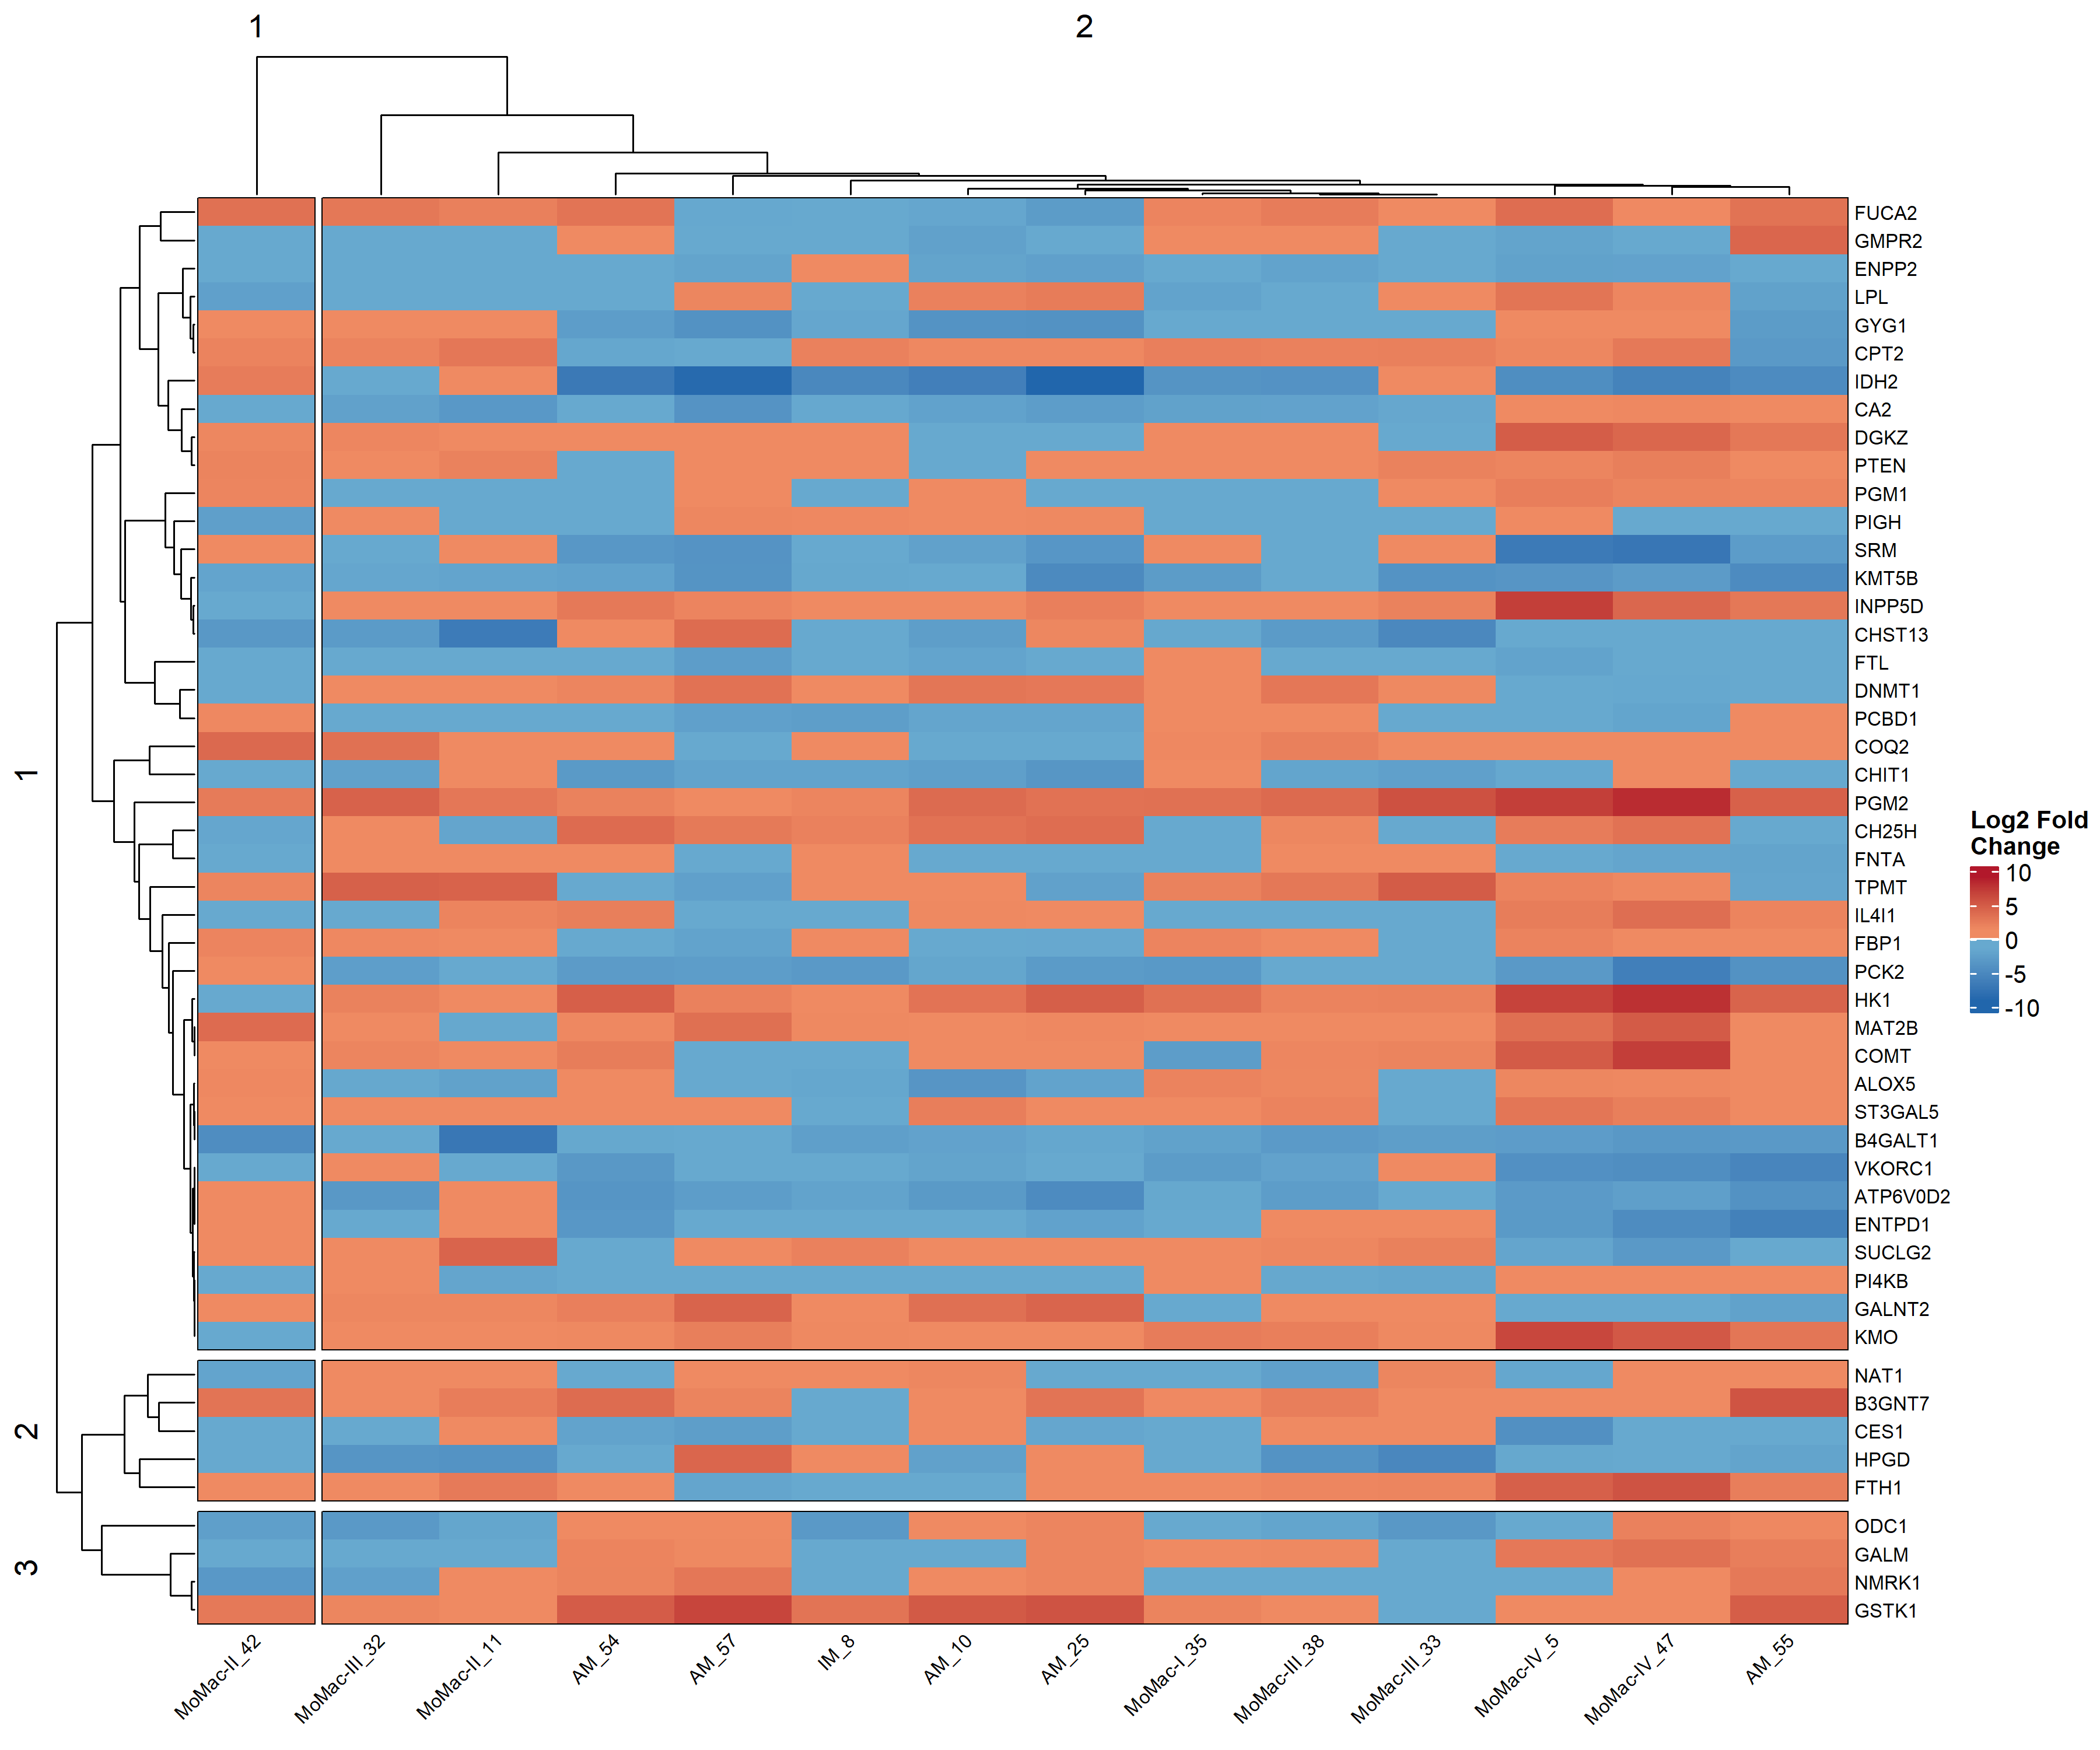 1
2
FUCA2
GMPR2
ENPP2
LPL
GYG1
CPT2
IDH2
CA2
DGKZ
PTEN
PGM1
PIGH
SRM
KMT5B
INPP5D
CHST13
FTL
DNMT1
PCBD1
COQ2
CHIT1
PGM2
CH25H
FNTA
TPMT
IL4I1
FBP1
PCK2
HK1
MAT2B
COMT
ALOX5
ST3GAL5
B4GALT1
VKORC1
ATP6V0D2
ENTPD1
SUCLG2
PI4KB
GALNT2
KMO
NAT1
B3GNT7
CES1
HPGD
FTH1
ODC1
GALM
NMRK1
GSTK1
1
2
3
Log2 Fold
Change
10
5
0
-5
-10
MoMac-II_42
MoMac-III_32
MoMac-II_11
AM_54
AM_57
IM_8
AM_10
AM_25
MoMac-I_35
MoMac-III_38
MoMac-III_33
MoMac-IV_5
MoMac-IV_47
AM_55